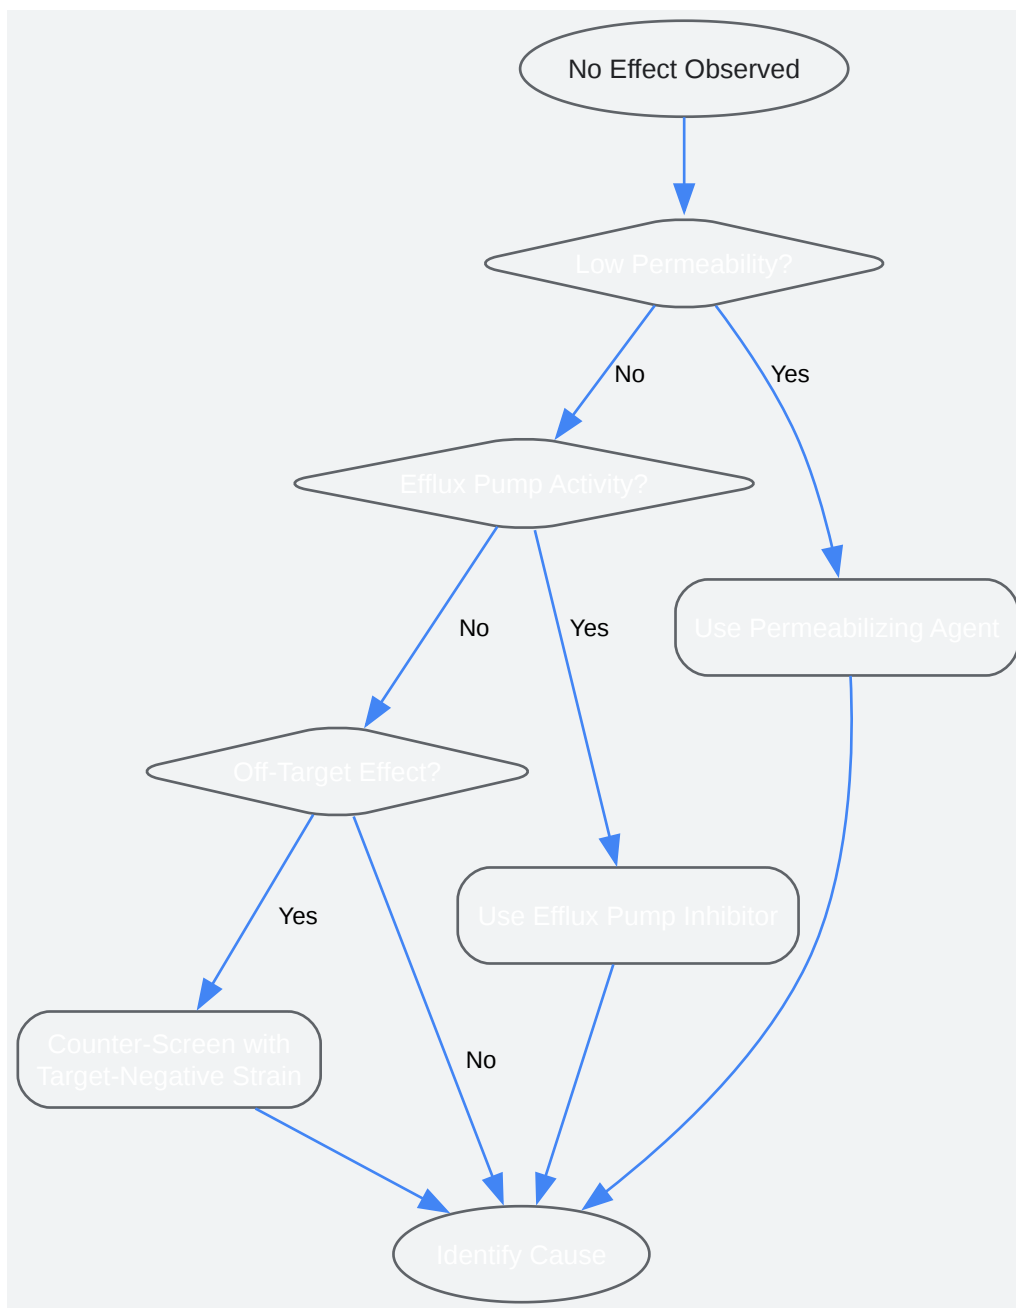 No Effect Observed
Low Permeability?
No
Yes
Efflux Pump Activity?
No
Yes
Use Permeabilizing Agent
Off-Target Effect?
Yes
Use Efflux Pump Inhibitor
Counter-Screen with
Target-Negative Strain
No
Identify Cause